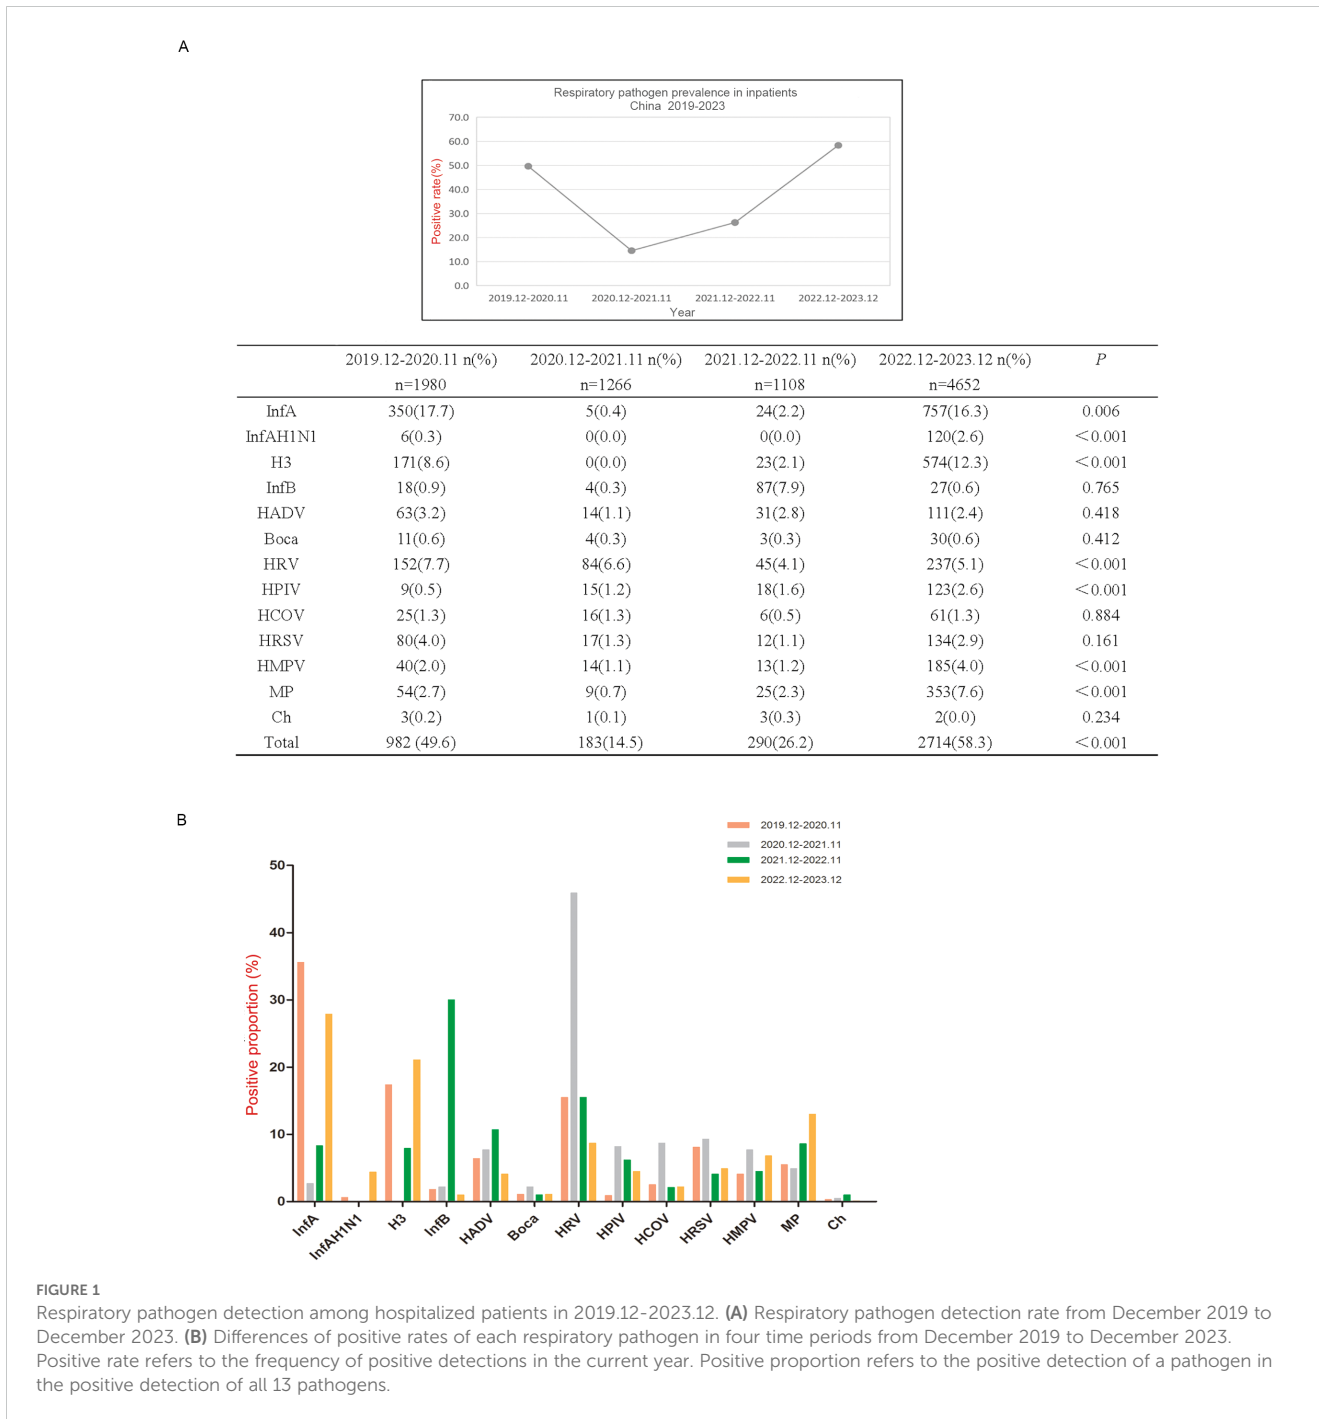 A
Respiratory pathogen prevalence in inpatients
China 2019-2023
70.0
60.0
50.0
40.0
30.0
20.0
10.0
0.0
Positive rate(%)
2019.12-2020.11 2020.12-2021.11 2021.12-2022.11 2022.12-2023.12
Year
2019.12-2020.11 n(%) 2020.12-2021.11 n(%) 2021.12-2022.11 n(%) 2022.12-2023.12 n(%) P
n=1980 n=1266 n=1108 n=4652
InfA 350(17.7) 5(0.4) 24(2.2) 757(16.3) 0.006
InfAH1N1 6(0.3) 0(0.0) 0(0.0) 120(2.6) <0.001
H3 171(8.6) 0(0.0) 23(2.1) 574(12.3) <0.001
InfB 18(0.9) 4(0.3) 87(7.9) 27(0.6) 0.765
HADV 63(3.2) 14(1.1) 31(2.8) 111(2.4) 0.418
Boca 11(0.6) 4(0.3) 3(0.3) 30(0.6) 0.412
HRV 152(7.7) 84(6.6) 45(4.1) 237(5.1) <0.001
HPIV 9(0.5) 15(1.2) 18(1.6) 123(2.6) <0.001
HCOV 25(1.3) 16(1.3) 6(0.5) 61(1.3) 0.884
HRSV 80(4.0) 17(1.3) 12(1.1) 134(2.9) 0.161
HMPV 40(2.0) 14(1.1) 13(1.2) 185(4.0) <0.001
MP 54(2.7) 9(0.7) 25(2.3) 353(7.6) <0.001
Ch 3(0.2) 1(0.1) 3(0.3) 2(0.0) 0.234
Total 982 (49.6) 183(14.5) 290(26.2) 2714(58.3) <0.001
B
2019.12-2020.11
2020.12-2021.11
2021.12-2022.11
2022.12-2023.12
50
40
30
20
10
0
Positive proportion (%)
InfA InfAH1N1 H3 InfB HADV Boca HRV HPIV HCOV HRSV HMPV MP Ch
FIGURE 1
Respiratory pathogen detection among hospitalized patients in 2019.12-2023.12. (A) Respiratory pathogen detection rate from December 2019 to
December 2023. (B) Differences of positive rates of each respiratory pathogen in four time periods from December 2019 to December 2023.
Positive rate refers to the frequency of positive detections in the current year. Positive proportion refers to the positive detection of a pathogen in
the positive detection of all 13 pathogens.